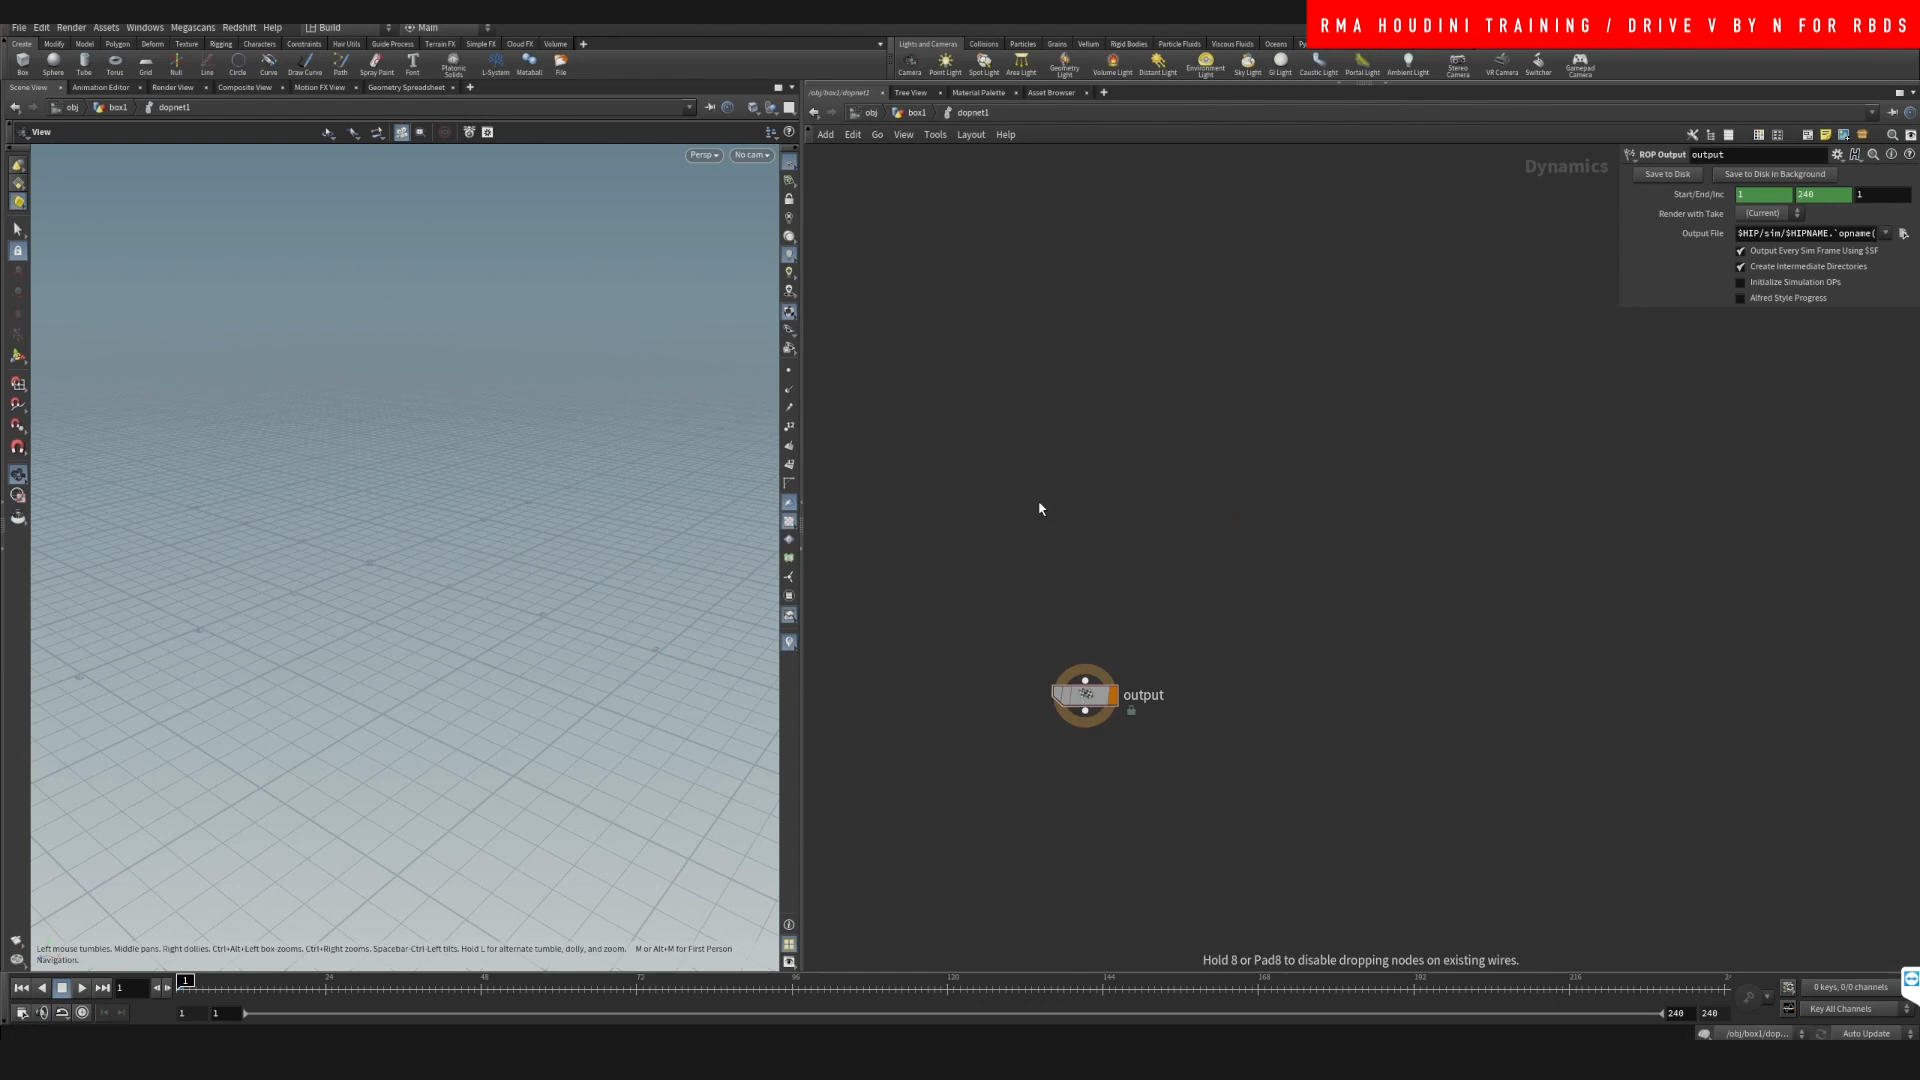 RMA HOUDINI TRAINING / DRIVE V BY N FOR RBDS
File Edit Render Assets Windows Megascans Redshift Help Build Main
Create Modify Model Polygon Deform Texture Rigging Characters Constraints Hair Utils Guide Process Terrain FX Simple FX Cloud FX Volume
Lights and Cameras Collisions Particles Grains Vellum Rigid Bodies Particle Fluids Viscous Fluids Oceans
Box Sphere Tube Torus Grid Null Line Circle Curve Draw Curve Path Spray Paint Font Platonic Solids L-System Metaball File
Camera Point Light Spot Light Area Light Geometry Light Volume Light Distant Light Environment Light Sky Light GI Light Caustic Light Portal Light Ambient Light Stereo Camera VR Camera Switcher Gamepad Camera
Scene View Animation Editor Render View Composite View Motion FX View Geometry Spreadsheet
/obj/box1/dopnet1 Tree View Material Palette Asset Browser
obj box1 dopnet1
obj box1 dopnet1
View
Add Edit Go View Tools Layout Help
Persp No cam
Dynamics
ROP Output output
Save to Disk Save to Disk in Background
Start/End/Inc 1 240 1
Render with Take (Current)
Output File $HIP/sim/$HIPNAME.`opname(
Output Every Sim Frame Using $SF
Create Intermediate Directories
Initialize Simulation OPs
Alfred Style Progress
output
Left mouse tumbles. Middle pans. Right dollies. Ctrl+Alt+Left box-zooms. Ctrl+Right zooms. Spacebar-Ctrl-Left tilts. Hold L for alternate tumble, dolly, and zoom. M or Alt+M for First Person
Navigation.
Hold 8 or Pad8 to disable dropping nodes on existing wires.
1 1 24 48 72 96 120 144 168 192 216
0 keys, 0/0 channels
1 1 240 240
Key All Channels
/obj/box1/dop... Auto Update